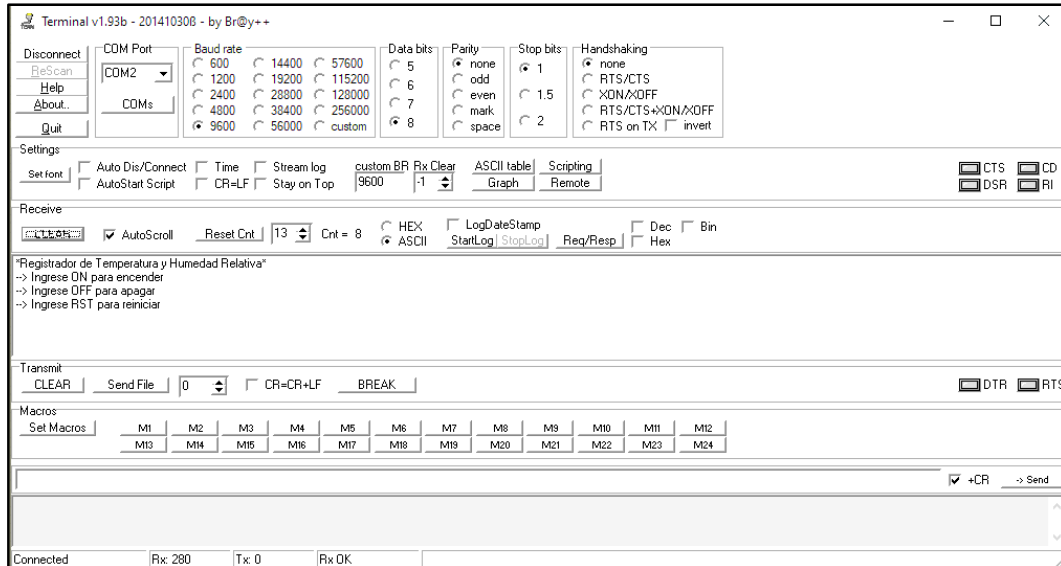 Terminal v1.93b - 20141030ß - by Br@y++
Disconnect
ReScan
Help
About..
Quit
COM Port
COM2
COMs
Baud rate
600 14400 57600
1200 19200 115200
2400 28800 128000
4800 38400 256000
9600 56000 custom
Data bits
5
6
7
8
Parity
none
odd
even
mark
space
Stop bits
1
1.5
2
Handshaking
none
RTS/CTS
XON/XOFF
RTS/CTS+XON/XOFF
RTS on TX invert
Settings
Set font
Auto Dis/Connect Time Stream log
AutoStart Script CR=LF Stay on Top
custom BR Rx Clear
9600 -1
ASCII table Scripting
Graph Remote
CTS CD
DSR RI
Receive
CLEAR AutoScroll Reset Cnt 13 Cnt = 8
HEX
ASCII
LogDateStamp
StartLog StopLog Req/Resp
Dec Bin
Hex
*Registrador de Temperatura y Humedad Relativa*
--> Ingrese ON para encender
--> Ingrese OFF para apagar
--> Ingrese RST para reiniciar
Transmit
CLEAR Send File 0 CR=CR+LF BREAK DTR RTS
Macros
Set Macros M1 M2 M3 M4 M5 M6 M7 M8 M9 M10 M11 M12
M13 M14 M15 M16 M17 M18 M19 M20 M21 M22 M23 M24
+CR -> Send
Connected Rx: 280 Tx: 0 Rx OK